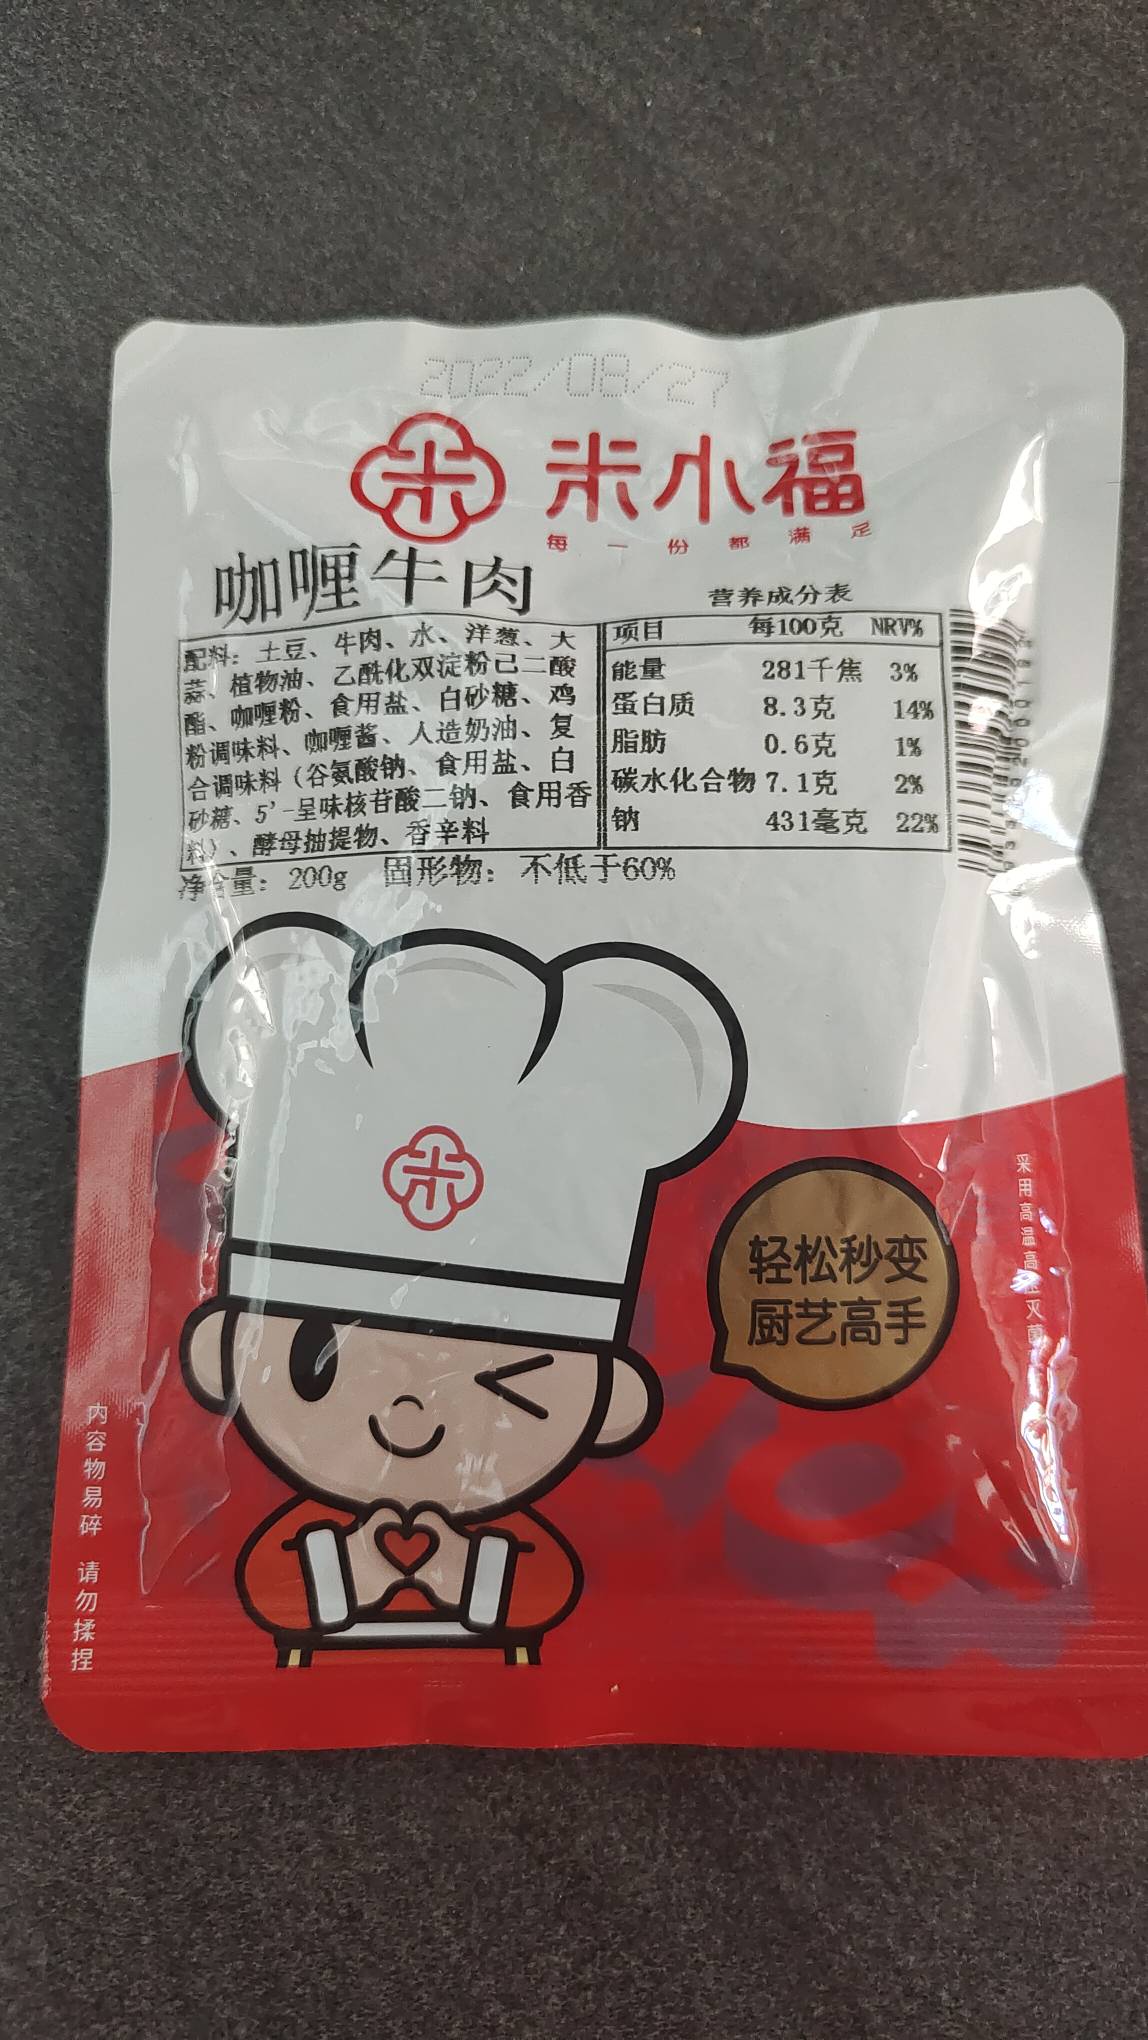 2022/08/27
米小福
每一份都满足
咖喱牛肉
配料：土豆、牛肉、水、洋葱、大
蒜、植物油、乙酰化双淀粉己二酸
酯、咖喱粉、食用盐、白砂糖、鸡
粉调味料、咖喱酱、人造奶油、复
合调味料（谷氨酸钠、食用盐、白
砂糖、5'-呈味核苷酸二钠、食用香
料）、酵母抽提物、香辛料
营养成分表
项目 每100克 NRV%
能量 281千焦 3%
蛋白质 8.3克 14%
脂肪 0.6克 1%
碳水化合物 7.1克 2%
钠 431毫克 22%
净含量：200g 固形物：不低于60%
米
轻松秒变
厨艺高手
采用高温高压灭菌
内容物易碎 请勿揉捏